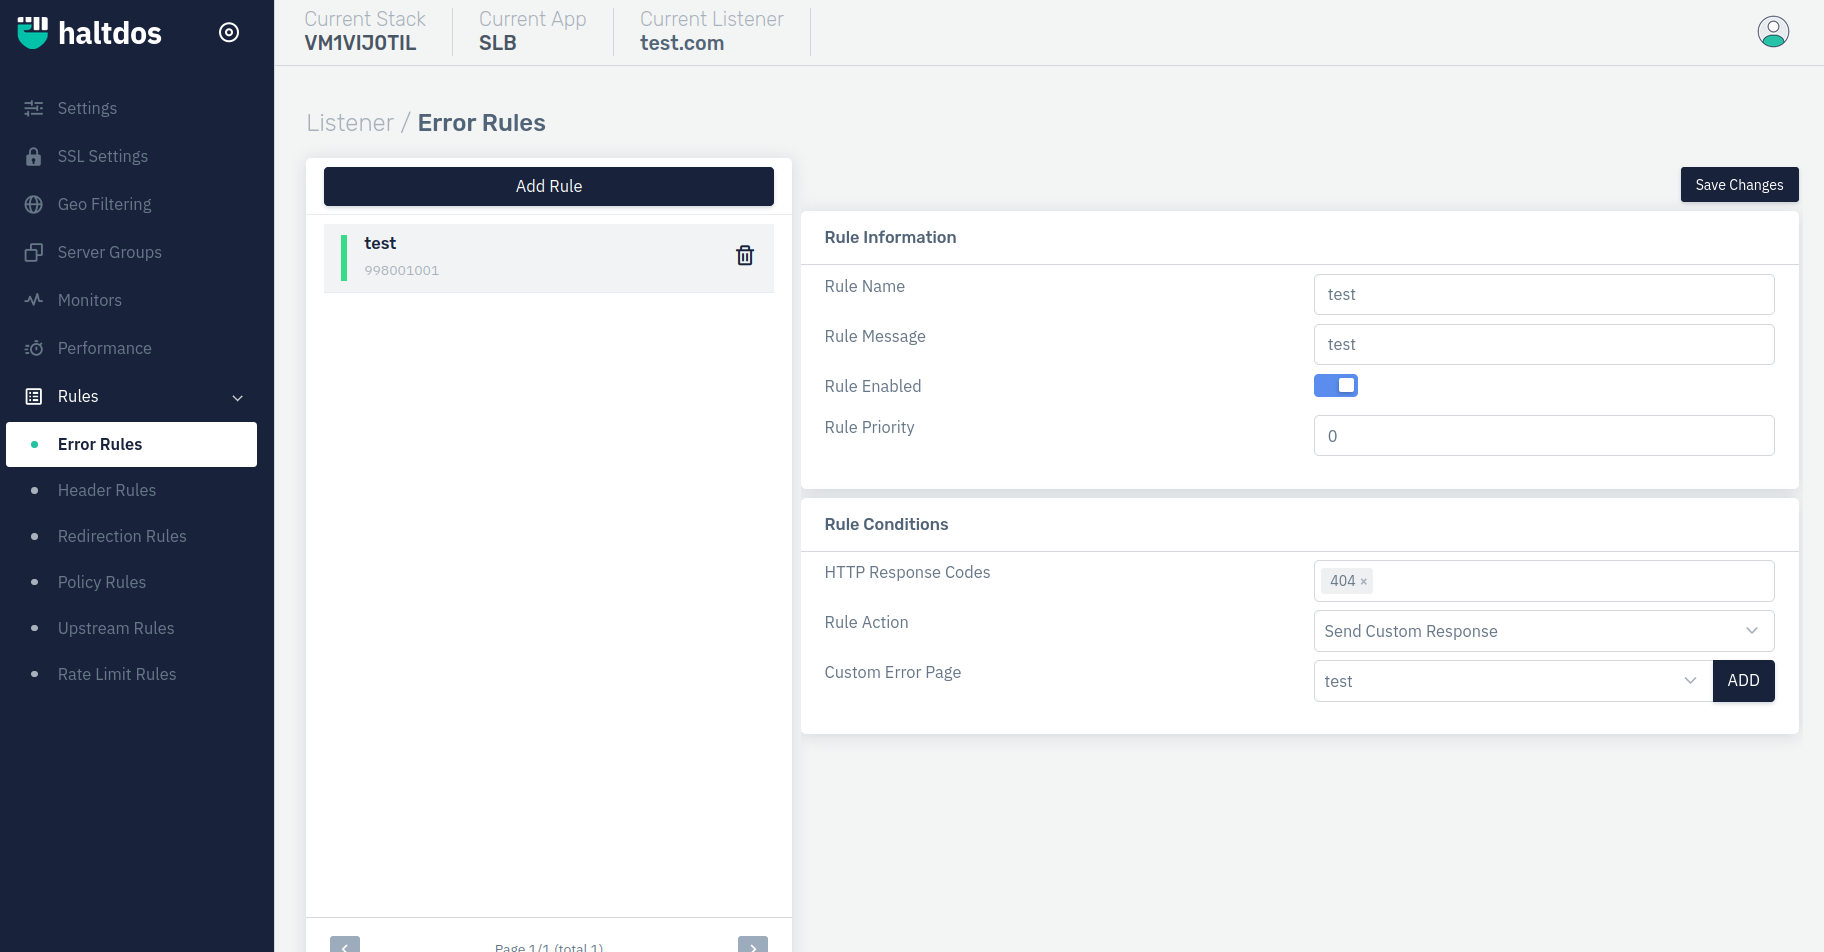 haltdos
Settings
SSL Settings
Geo Filtering
Server Groups
Monitors
Performance
Rules
Error Rules
Header Rules
Redirection Rules
Policy Rules
Upstream Rules
Rate Limit Rules
Current Stack
VM1VIJ0TIL
Current App
SLB
Current Listener
test.com
Listener / Error Rules
Add Rule
test
998001001
Page 1/1 (total 1)
Save Changes
Rule Information
Rule Name
test
Rule Message
test
Rule Enabled
Rule Priority
0
Rule Conditions
HTTP Response Codes
404 ×
Rule Action
Send Custom Response
Custom Error Page
test
ADD